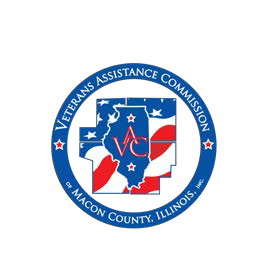 VETERANS ASSISTANCE COMMISSION
VAC
OF MACON COUNTY, ILLINOIS, INC.